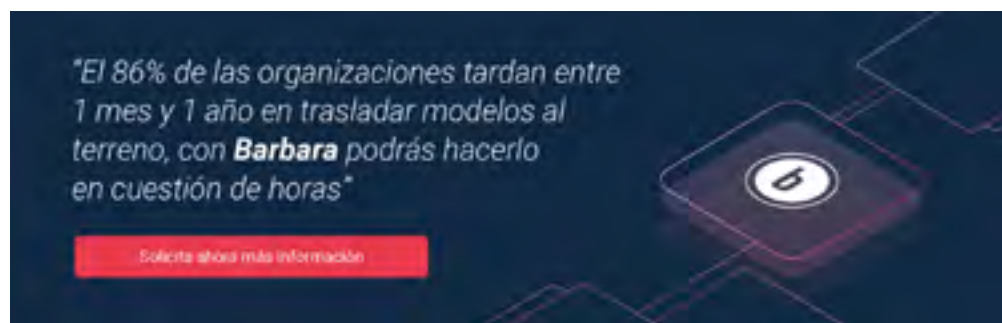 "El 86% de las organizaciones tardan entre
1 mes y 1 año en trasladar modelos al
terreno, con Barbara podrás hacerlo
en cuestión de horas"
Solicita ahora más información
b